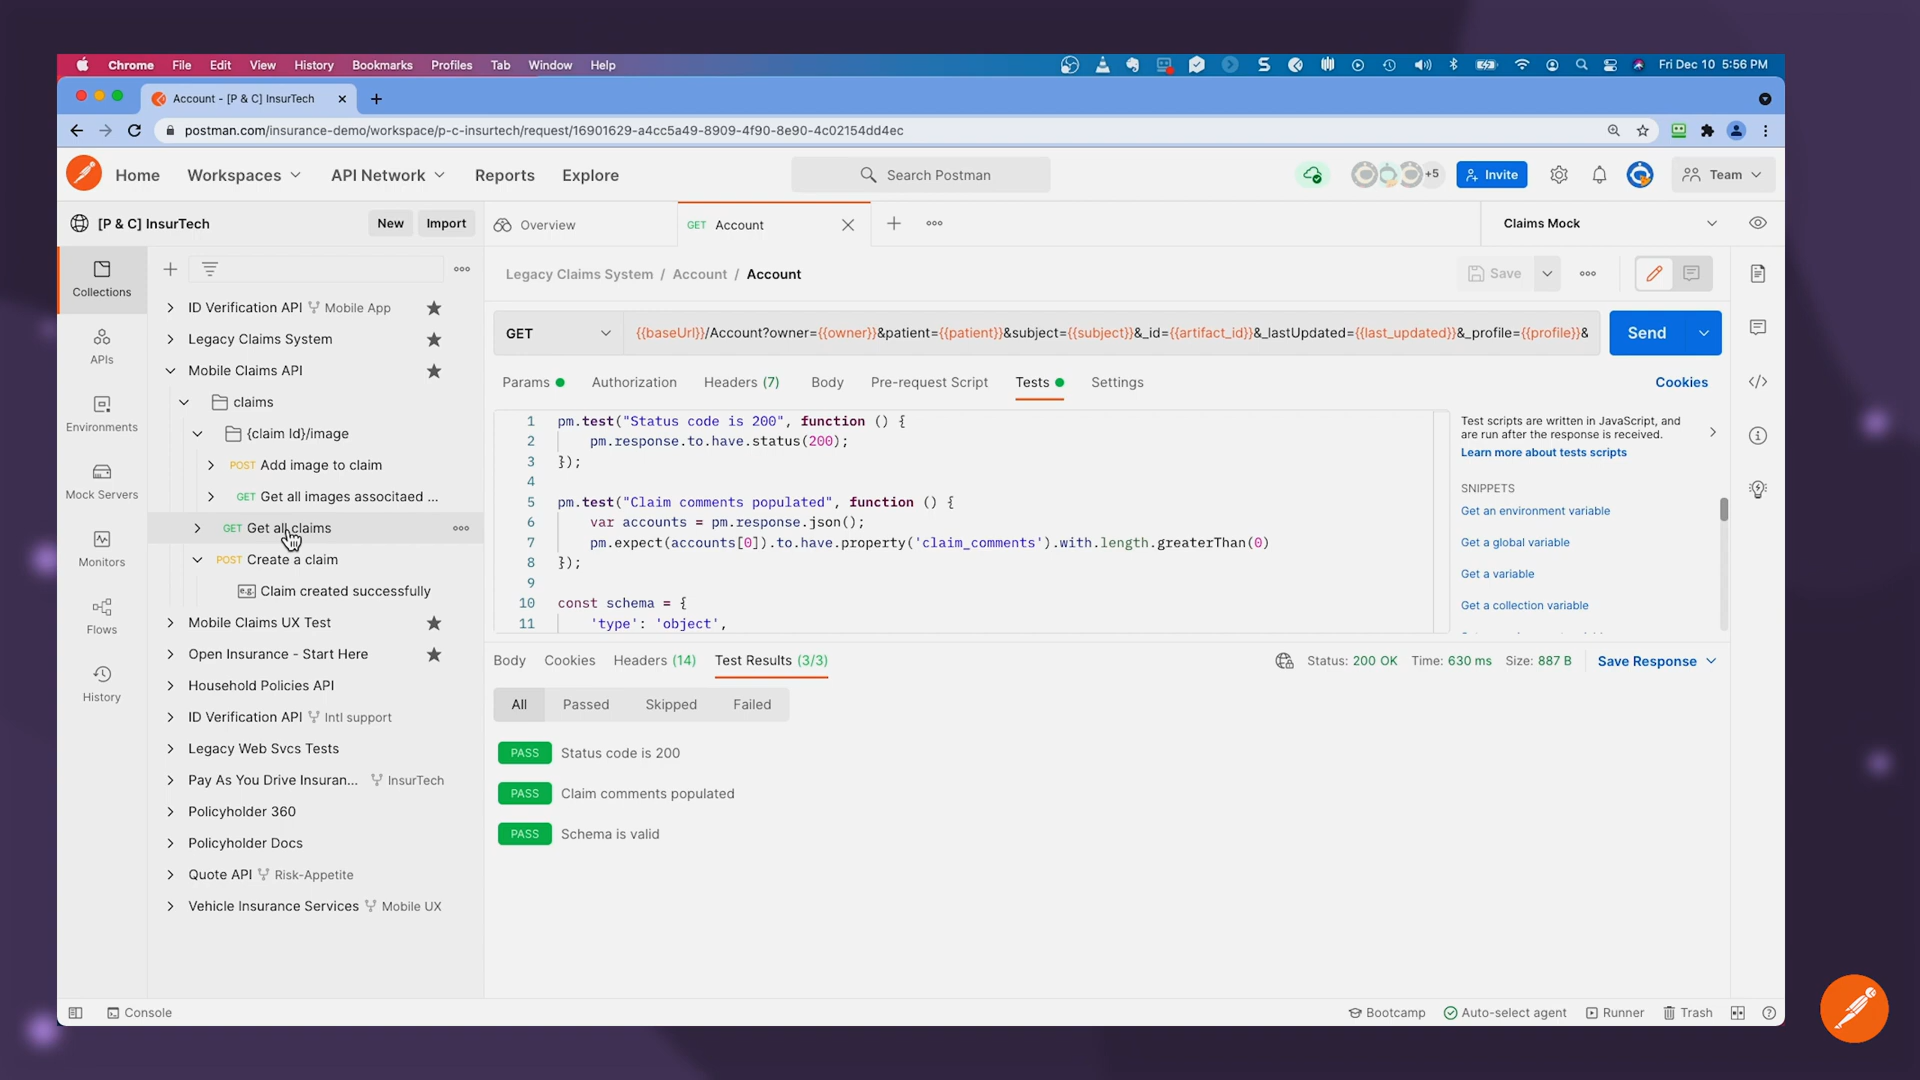 Chrome File Edit View History Bookmarks Profiles Tab Window Help Fri Dec 10 5:56 PM
Account - [P & C] InsurTech
postman.com/insurance-demo/workspace/p-c-insurtech/request/16901629-a4cc5a49-8909-4f90-8e90-4c02154dd4ec
Home Workspaces API Network Reports Explore Search Postman +5 Invite Team
[P & C] InsurTech New Import Overview GET Account Claims Mock
Collections
APIs
Environments
Mock Servers
Monitors
Flows
History
ID Verification API Mobile App
Legacy Claims System
Mobile Claims API
claims
{claim Id}/image
POST Add image to claim
GET Get all images associtaed ...
GET Get all claims
POST Create a claim
e.g. Claim created successfully
Mobile Claims UX Test
Open Insurance - Start Here
Household Policies API
ID Verification API Intl support
Legacy Web Svcs Tests
Pay As You Drive Insuran... InsurTech
Policyholder 360
Policyholder Docs
Quote API Risk-Appetite
Vehicle Insurance Services Mobile UX
Legacy Claims System / Account / Account Save
GET {{baseUrl}}/Account?owner={{owner}}&patient={{patient}}&subject={{subject}}&_id={{artifact_id}}&_lastUpdated={{last_updated}}&_profile={{profile}}& Send
Params Authorization Headers (7) Body Pre-request Script Tests Settings Cookies
1 pm.test("Status code is 200", function () {
2 pm.response.to.have.status(200);
3 });
4
5 pm.test("Claim comments populated", function () {
6 var accounts = pm.response.json();
7 pm.expect(accounts[0]).to.have.property('claim_comments').with.length.greaterThan(0)
8 });
9
10 const schema = {
11 'type': 'object',
Test scripts are written in JavaScript, and
are run after the response is received.
Learn more about tests scripts
SNIPPETS
Get an environment variable
Get a global variable
Get a variable
Get a collection variable
Body Cookies Headers (14) Test Results (3/3) Status: 200 OK Time: 630 ms Size: 887 B Save Response
All Passed Skipped Failed
PASS Status code is 200
PASS Claim comments populated
PASS Schema is valid
Console Bootcamp Auto-select agent Runner Trash